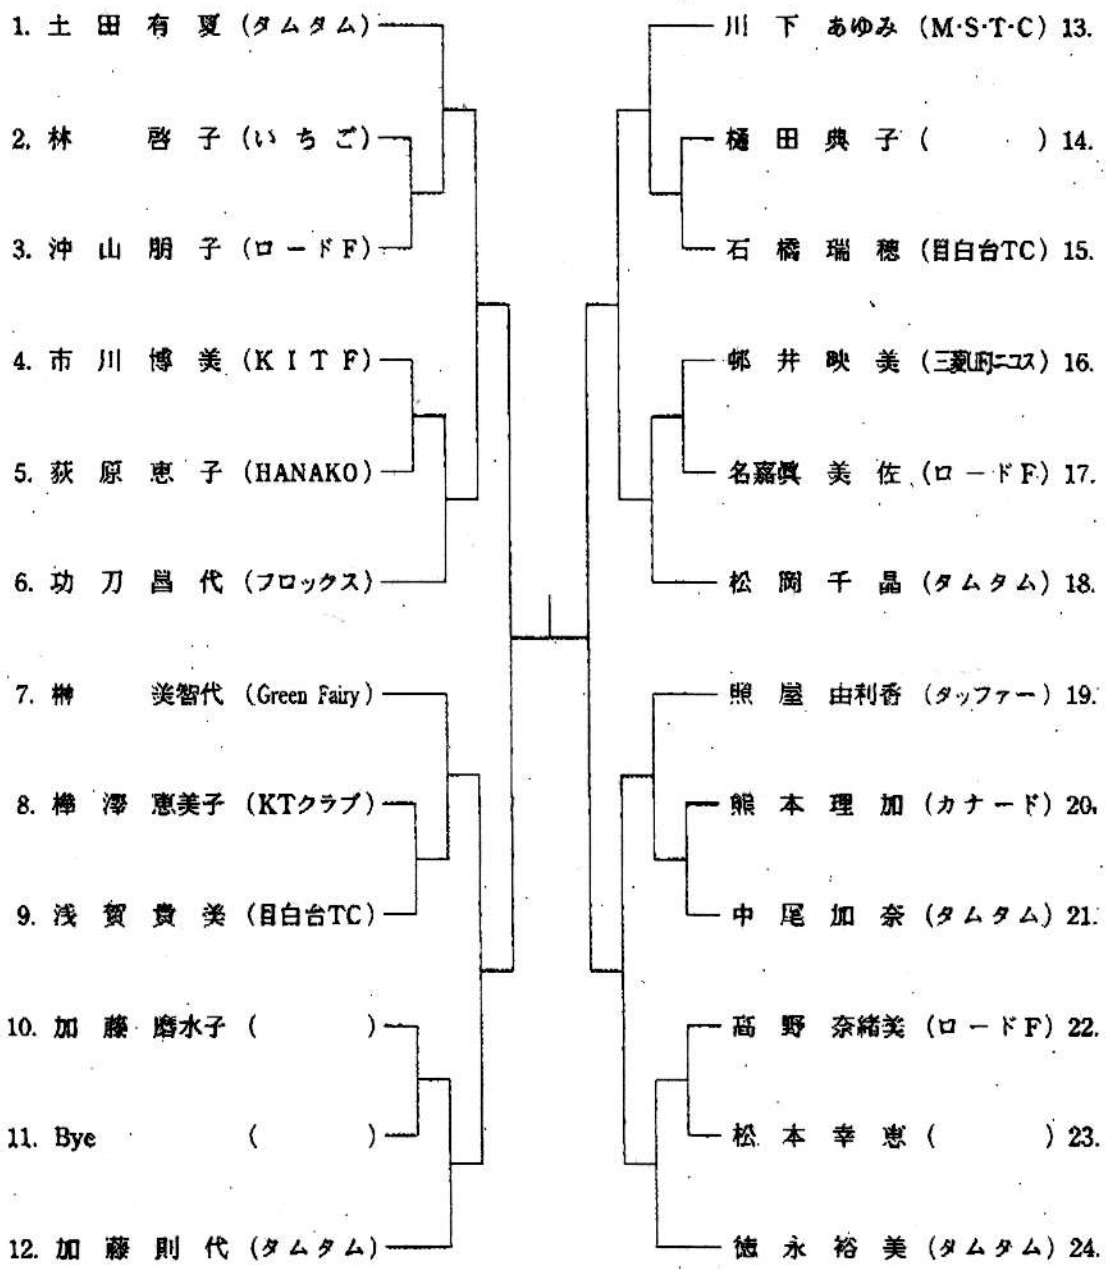 1. 土田有夏 (タムタム)
2. 林 啓子 (いちご)
3. 沖山朋子 (ロードF)
4. 市川博美 (KITF)
5. 荻原恵子 (HANAKO)
6. 功刀昌代 (フロックス)
7. 榊 美智代 (Green Fairy)
8. 樺澤恵美子 (KTクラブ)
9. 浅賀貴美 (目白台TC)
10. 加藤磨水子 ( )
11. Bye ( )
12. 加藤則代 (タムタム)
川下あゆみ (M·S·T·C) 13.
樋田典子 ( ) 14.
石橋瑞穂 (目白台TC) 15.
井映美 (三菱UFJニコス) 16.
名嘉眞美佐 (ロードF) 17.
松岡千晶 (タムタム) 18.
照屋由利香 (タッファー) 19.
熊本理加 (カナード) 20.
中尾加奈 (タムタム) 21.
髙野奈緒美 (ロードF) 22.
松本幸恵 ( ) 23.
徳永裕美 (タムタム) 24.